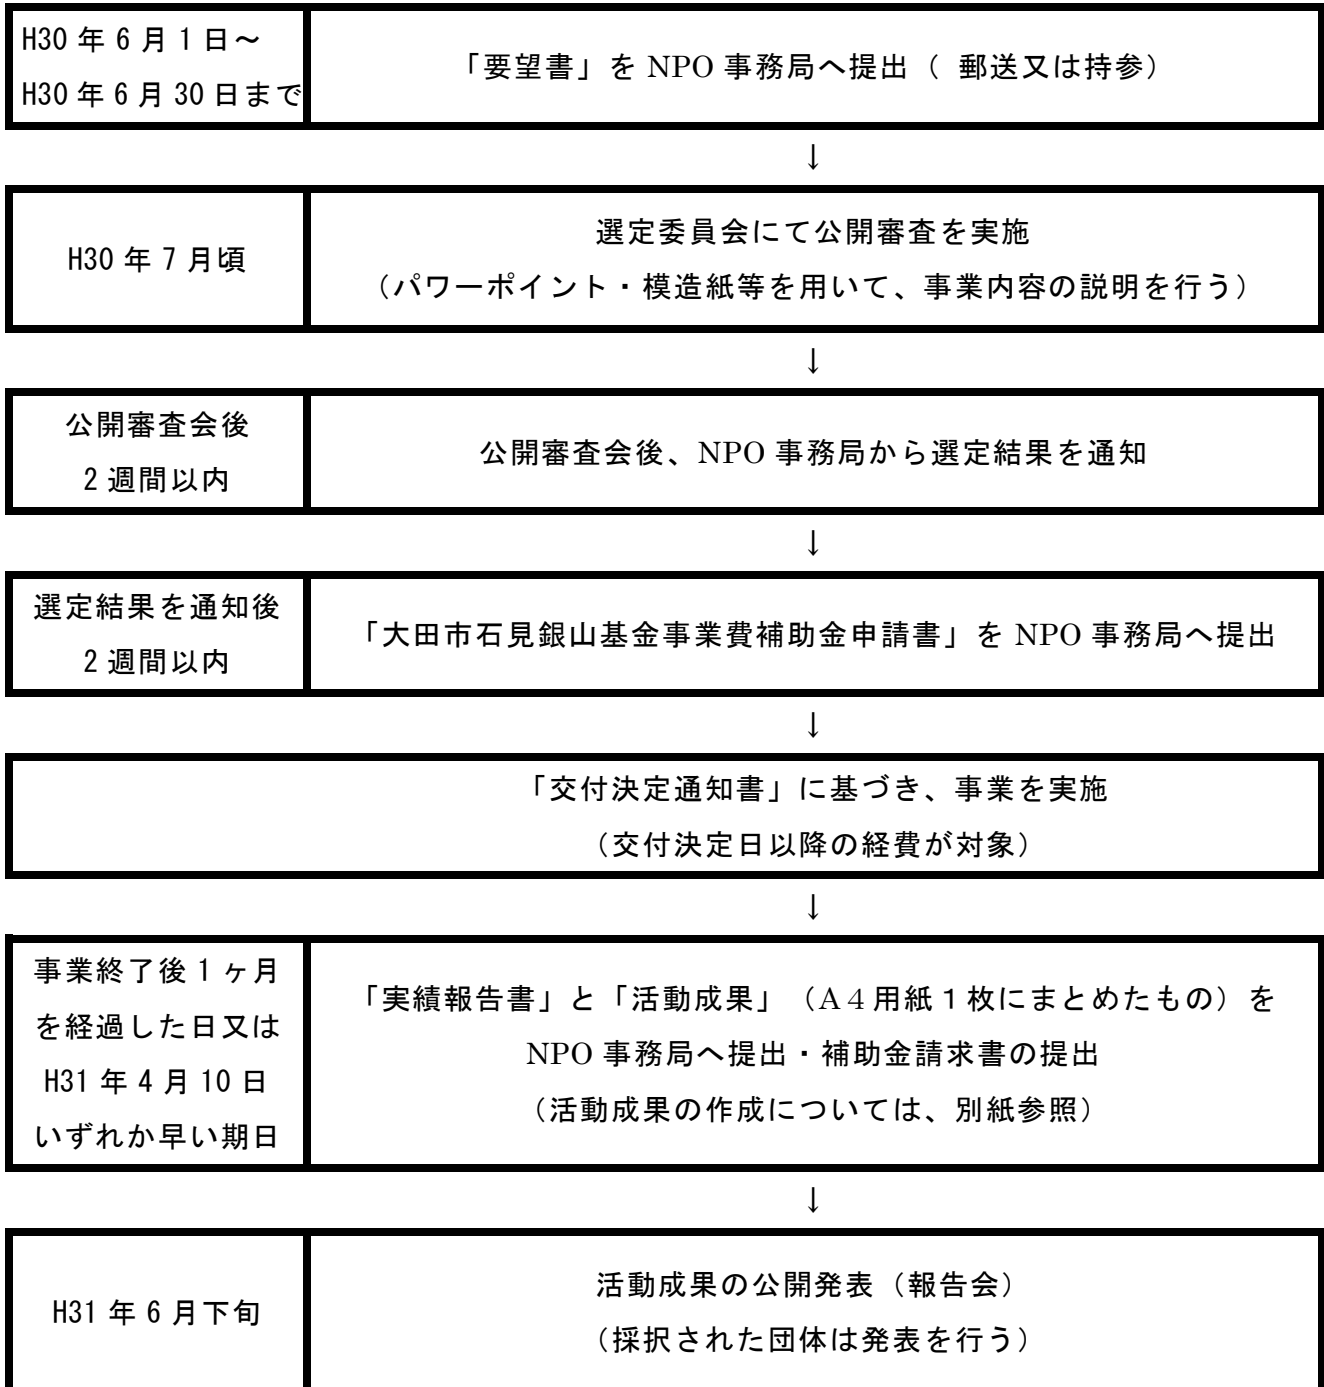 H30 年 6 月 1 日～
H30 年 6 月 30 日まで
「要望書」を NPO 事務局へ提出（ 郵送又は持参）
↓
H30 年 7 月頃
選定委員会にて公開審査を実施
（パワーポイント・模造紙等を用いて、事業内容の説明を行う）
↓
公開審査会後
2 週間以内
公開審査会後、NPO 事務局から選定結果を通知
↓
選定結果を通知後
2 週間以内
「大田市石見銀山基金事業費補助金申請書」を NPO 事務局へ提出
↓
「交付決定通知書」に基づき、事業を実施
（交付決定日以降の経費が対象）
↓
事業終了後 1 ヶ月
を経過した日又は
H31 年 4 月 10 日
いずれか早い期日
「実績報告書」と「活動成果」（A４用紙１枚にまとめたもの）を
NPO 事務局へ提出・補助金請求書の提出
（活動成果の作成については、別紙参照）
↓
H31 年 6 月下旬
活動成果の公開発表（報告会）
（採択された団体は発表を行う）